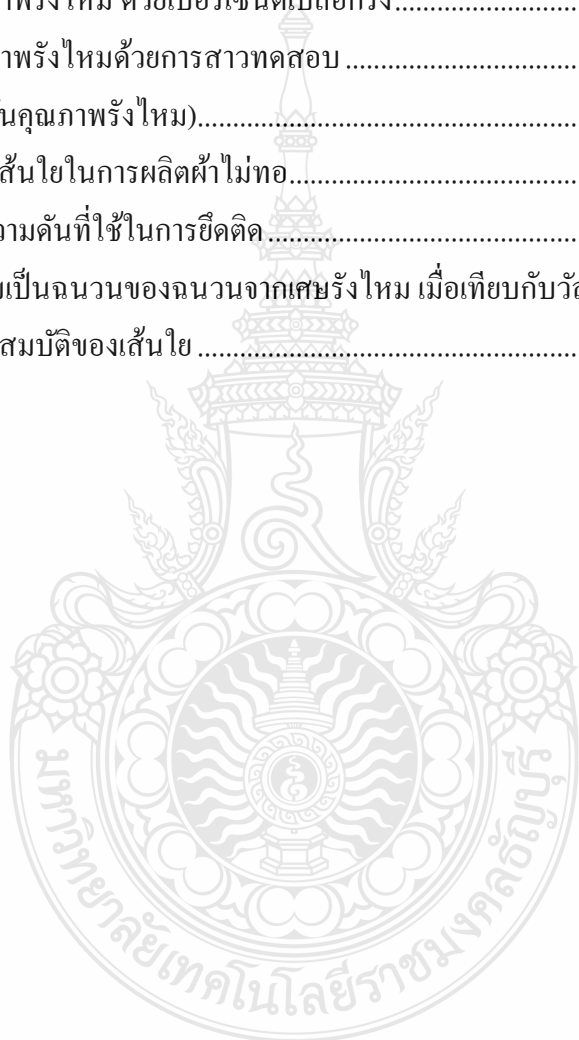 าพรังไหม ด้วยเปอร์เซ็นต์เปลือกรัง........................
าพรังไหมด้วยการสาวทดสอบ ........................
ันคุณภาพรังไหม)........................
เส้นใยในการผลิตผ้าไม่ทอ........................
วามดันที่ใช้ในการยึดติด ........................
มเป็นฉนวนของฉนวนจากเศษรังไหม เมื่อเทียบกับวัส
สมบัติของเส้นใย ........................
มหาวิทยาลัยเทคโนโลยีราชมงคลธัญบุรี